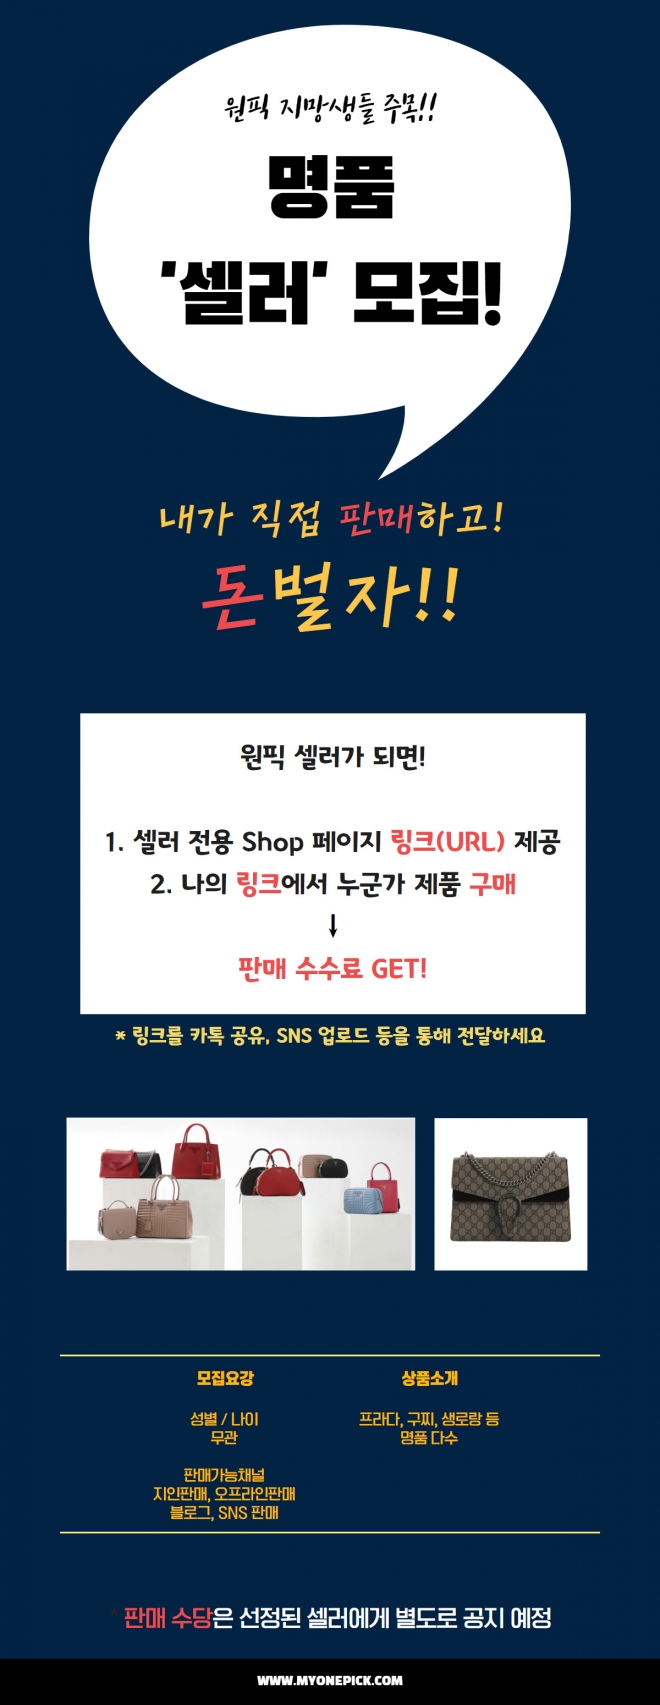 원픽 지망생들 주목!!
명품
'셀러' 모집!
내가 직접 판매하고!
돈벌자!!
원픽 셀러가 되면!
1. 셀러 전용 Shop 페이지 링크(URL) 제공
2. 나의 링크에서 누군가 제품 구매
↓
판매 수수료 GET!
* 링크를 카톡 공유, SNS 업로드 등을 통해 전달하세요
모집요강
성별 / 나이
무관
판매가능채널
지인판매, 오프라인판매
블로그, SNS 판매
상품소개
프라다, 구찌, 생로랑 등
명품 다수
* 판매 수당은 선정된 셀러에게 별도로 공지 예정
WWW.MYONEPICK.COM